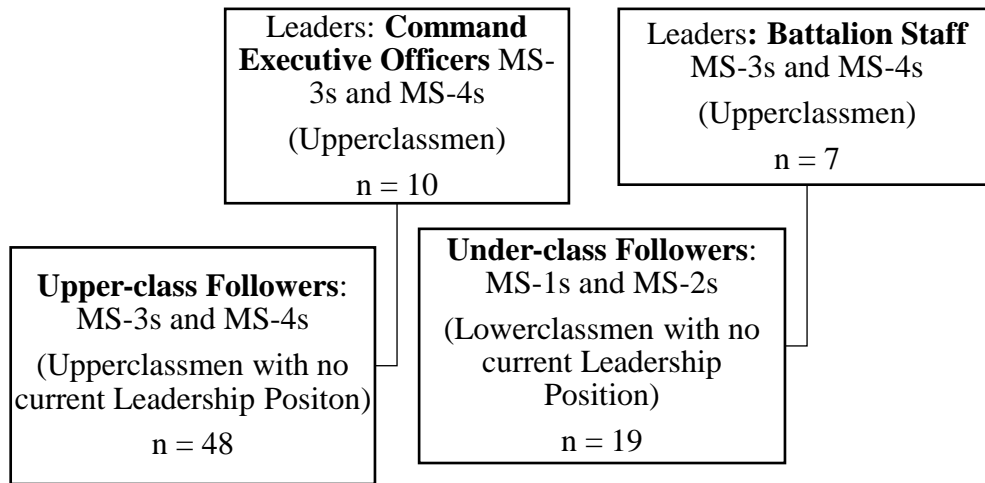 Leaders: Command
Executive Officers MS-
3s and MS-4s
(Upperclassmen)
n = 10
Leaders: Battalion Staff
MS-3s and MS-4s
(Upperclassmen)
n = 7
Upper-class Followers:
MS-3s and MS-4s
(Upperclassmen with no
current Leadership Positon)
n = 48
Under-class Followers:
MS-1s and MS-2s
(Lowerclassmen with no
current Leadership
Position)
n = 19